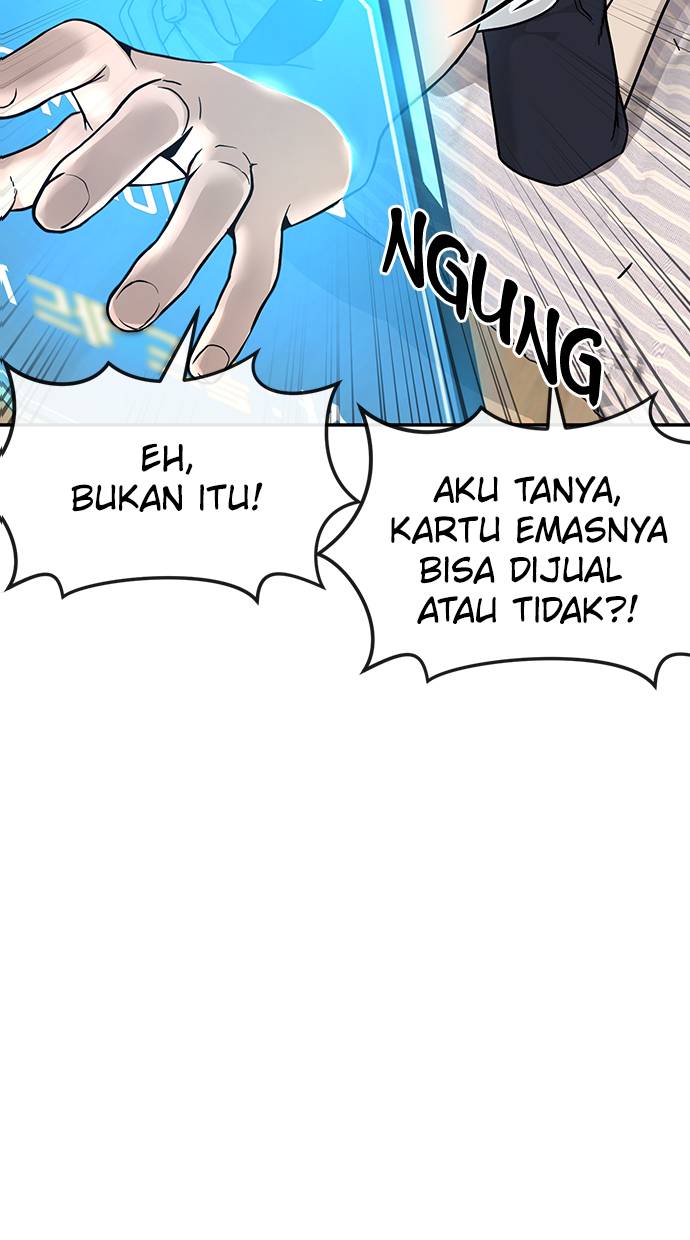 NGUNG
EH,
BUKAN ITU!
AKU TANYA,
KARTU EMASNYA
BISA DIJUAL
ATAU TIDAK?!